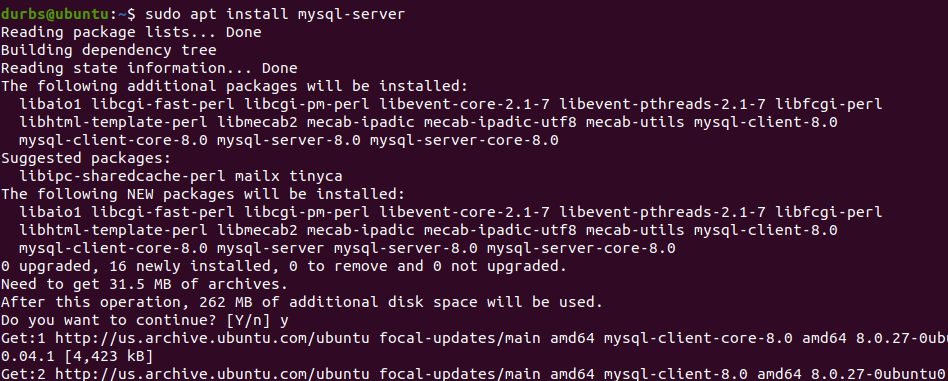 durbs@ubuntu:~$ sudo apt install mysql-server
Reading package lists... Done
Building dependency tree
Reading state information... Done
The following additional packages will be installed:
  libaio1 libcgi-fast-perl libcgi-pm-perl libevent-core-2.1-7 libevent-pthreads-2.1-7 libfcgi-perl
  libhtml-template-perl libmecab2 mecab-ipadic mecab-ipadic-utf8 mecab-utils mysql-client-8.0
  mysql-client-core-8.0 mysql-server-8.0 mysql-server-core-8.0
Suggested packages:
  libipc-sharedcache-perl mailx tinyca
The following NEW packages will be installed:
  libaio1 libcgi-fast-perl libcgi-pm-perl libevent-core-2.1-7 libevent-pthreads-2.1-7 libfcgi-perl
  libhtml-template-perl libmecab2 mecab-ipadic mecab-ipadic-utf8 mecab-utils mysql-client-8.0
  mysql-client-core-8.0 mysql-server mysql-server-8.0 mysql-server-core-8.0
0 upgraded, 16 newly installed, 0 to remove and 0 not upgraded.
Need to get 31.5 MB of archives.
After this operation, 262 MB of additional disk space will be used.
Do you want to continue? [Y/n] y
Get:1 http://us.archive.ubuntu.com/ubuntu focal-updates/main amd64 mysql-client-core-8.0 amd64 8.0.27-0ub
0.04.1 [4,423 kB]
Get:2 http://us.archive.ubuntu.com/ubuntu focal-updates/main amd64 mysql-client-8.0 amd64 8.0.27-0ubuntu0